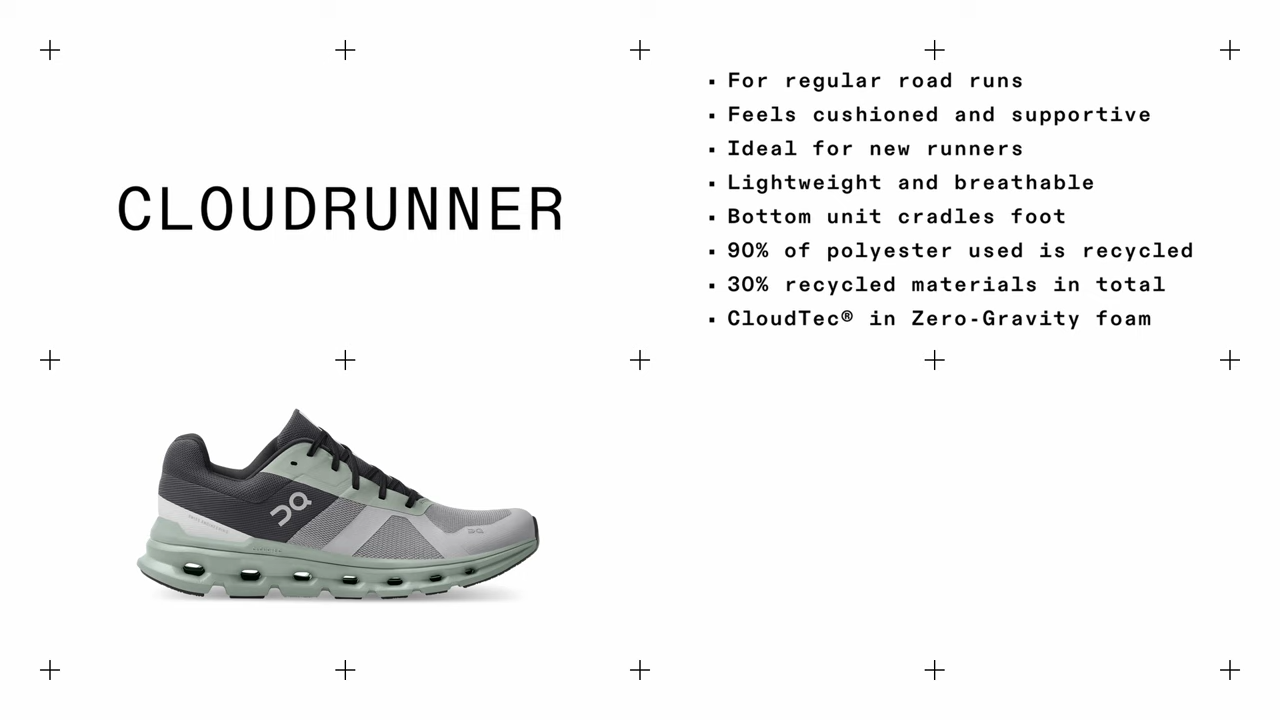 CLOUDRUNNER
For regular road runs
Feels cushioned and supportive
Ideal for new runners
Lightweight and breathable
Bottom unit cradles foot
90% of polyester used is recycled
30% recycled materials in total
CloudTec® in Zero-Gravity foam